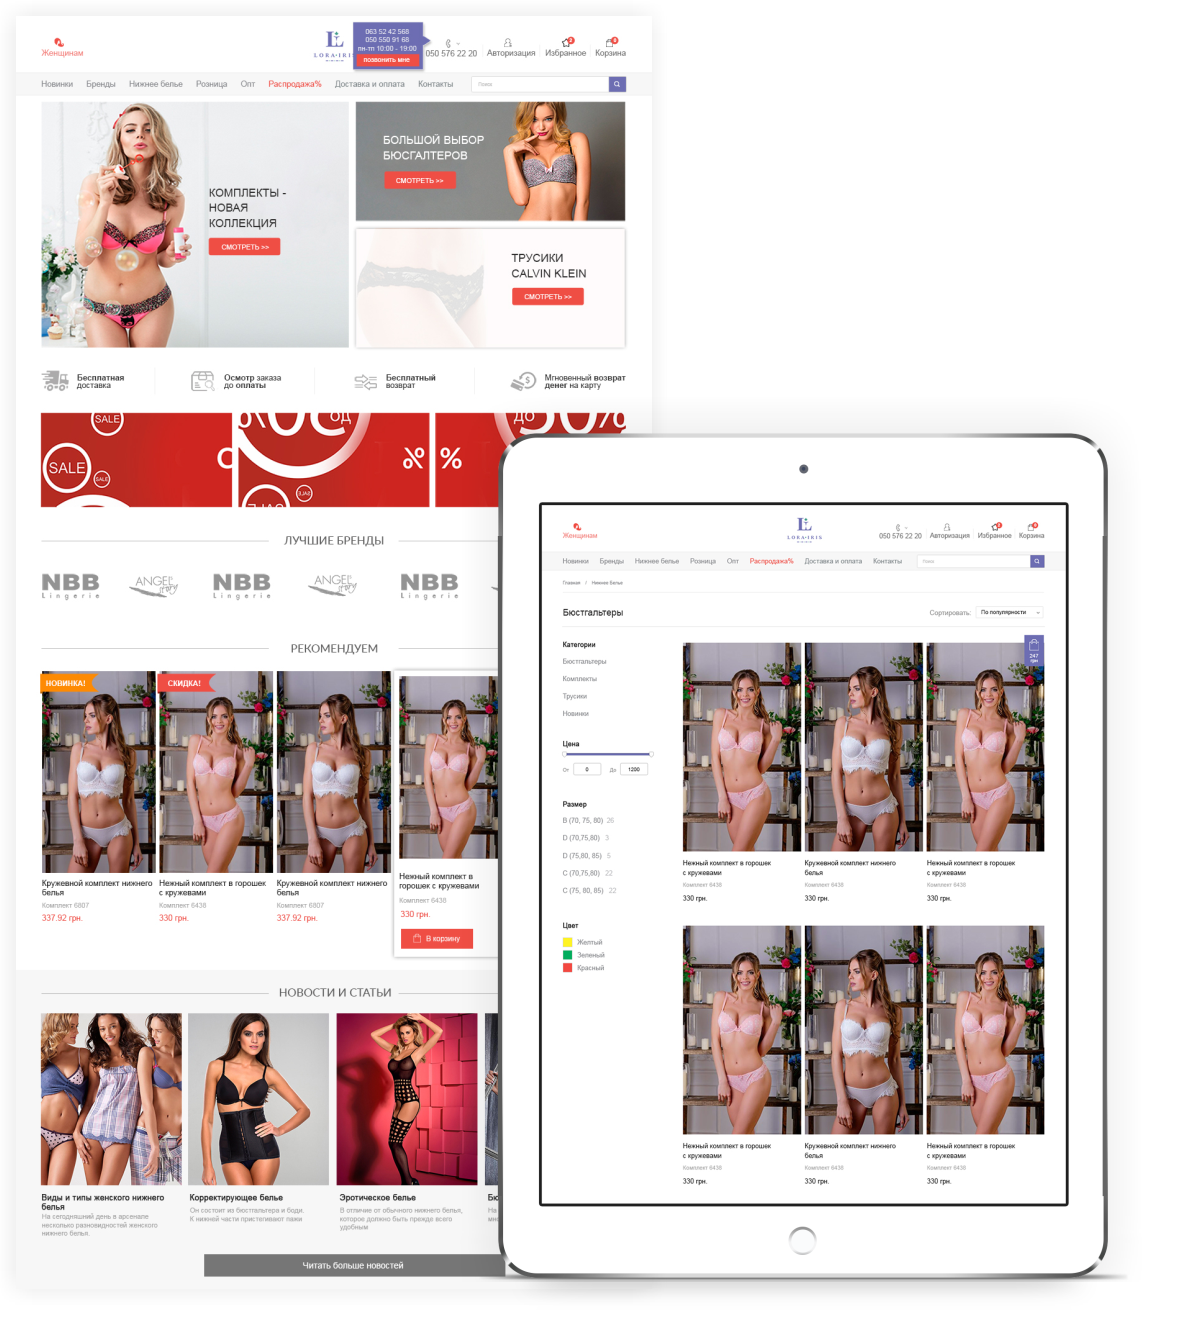 Женщинам
LORA-IRIS
063 52 42 568
050 550 91 68
пн-тп 10:00 - 19:00
позвонить мне
050 576 22 20
Авторизация
Избранное
Корзина
Новинки Бренды Нижнее белье Розница Опт Распродажа% Доставка и оплата Контакты
Поиск
КОМПЛЕКТЫ -
НОВАЯ
КОЛЛЕКЦИЯ
СМОТРЕТЬ >>
БОЛЬШОЙ ВЫБОР
БЮСГАЛТЕРОВ
СМОТРЕТЬ >>
ТРУСИКИ
CALVIN KLEIN
СМОТРЕТЬ >>
Бесплатная
доставка
Осмотр заказа
до оплаты
Бесплатный
возврат
Мгновенный возврат
денег на карту
SALE
SALE
SALE
ОД
SALE
%
ДО
50%
ЛУЧШИЕ БРЕНДЫ
NBB
Lingerie
ANGEL
story
NBB
Lingerie
ANGEL
story
NBB
Lingerie
РЕКОМЕНДУЕМ
НОВИНКА!
СКИДКА!
Кружевной комплект нижнего
белья
Комплект 6807
337.92 грн.
Нежный комплект в горошек
с кружевами
Комплект 6438
330 грн.
Кружевной комплект нижнего
белья
Комплект 6807
337.92 грн.
Нежный комплект в
горошек с кружевами
Комплект 6438
330 грн.
В корзину
НОВОСТИ И СТАТЬИ
Виды и типы женского нижнего
белья
На сегодняшний день в арсенале
несколько разновидностей женского
нижнего белья.
Корректирующее белье
Он состоит из бюстгальтера и боди.
К нижней части пристегивают пажи
Эротическое белье
В отличие от обычного нижнего белья,
которое должно быть прежде всего
удобным
Бю
На
мн
Читать больше новостей
Женщинам
LORA-IRIS
050 576 22 20
Авторизация
Избранное
Корзина
Новинки Бренды Нижнее белье Розница Опт Распродажа% Доставка и оплата Контакты
Поиск
Главная / Нижнее Белье
Бюстгальтеры
Сортировать:
По популярности
Категории
Бюстгальтеры
Комплекты
Трусики
Новинки
Цена
От 0 До 1200
Размер
B (70, 75, 80) 26
D (70,75,80) 3
D (75,80, 85) 5
C (70,75,80) 22
C (75, 80, 85) 22
Цвет
Желтый
Зеленый
Красный
247
грн
Нежный комплект в горошек
с кружевами
Комплект 6438
330 грн.
Кружевной комплект нижнего
белья
Комплект 6438
330 грн.
Нежный комплект в горошек
с кружевами
Комплект 6438
330 грн.
Нежный комплект в горошек
с кружевами
Комплект 6438
330 грн.
Кружевной комплект нижнего
белья
Комплект 6438
330 грн.
Нежный комплект в горошек
с кружевами
Комплект 6438
330 грн.